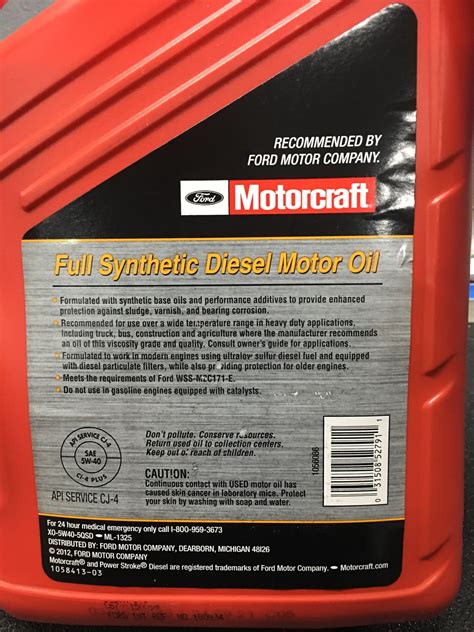 RECOMMENDED BY
FORD MOTOR COMPANY.
Ford Motorcraft
Full Synthetic Diesel Motor Oil
• Formulated with synthetic base oils and performance additives to provide enhanced
protection against sludge, varnish, and bearing corrosion.
• Recommended for use over a wide temperature range in heavy duty applications,
including truck, bus, construction and agriculture where the manufacturer recommends
an oil of this viscosity grade and quality. Consult owner's guide for applications.
• Formulated to work in modern engines using ultralow sulfur diesel fuel and equipped
with diesel particulate filters, while also providing protection for older engines.
• Meets the requirements of Ford WSS-M2C171-E.
• Do not use in gasoline engines equipped with catalysts.
API SERVICE CJ-4
SAE
5W-40
CI-4 PLUS
API SERVICE CJ-4
Don't pollute. Conserve resources.
Return used oil to collection centers.
Keep out of reach of children.
CAUTION:
Continuous contact with USED motor oil has
caused skin cancer in laboratory mice. Protect
your skin by washing with soap and water.
1056086
0 31508 52791 1
For 24 hour medical emergency only call 1-800-959-3673
XO-5W40-5QSD • ML-1325
DISTRIBUTED BY: FORD MOTOR COMPANY, DEARBORN, MICHIGAN 48126
© 2012, FORD MOTOR COMPANY
Motorcraft® and Power Stroke® Diesel are registered trademarks of Ford Motor Company. • Motorcraft.com
1058413-03